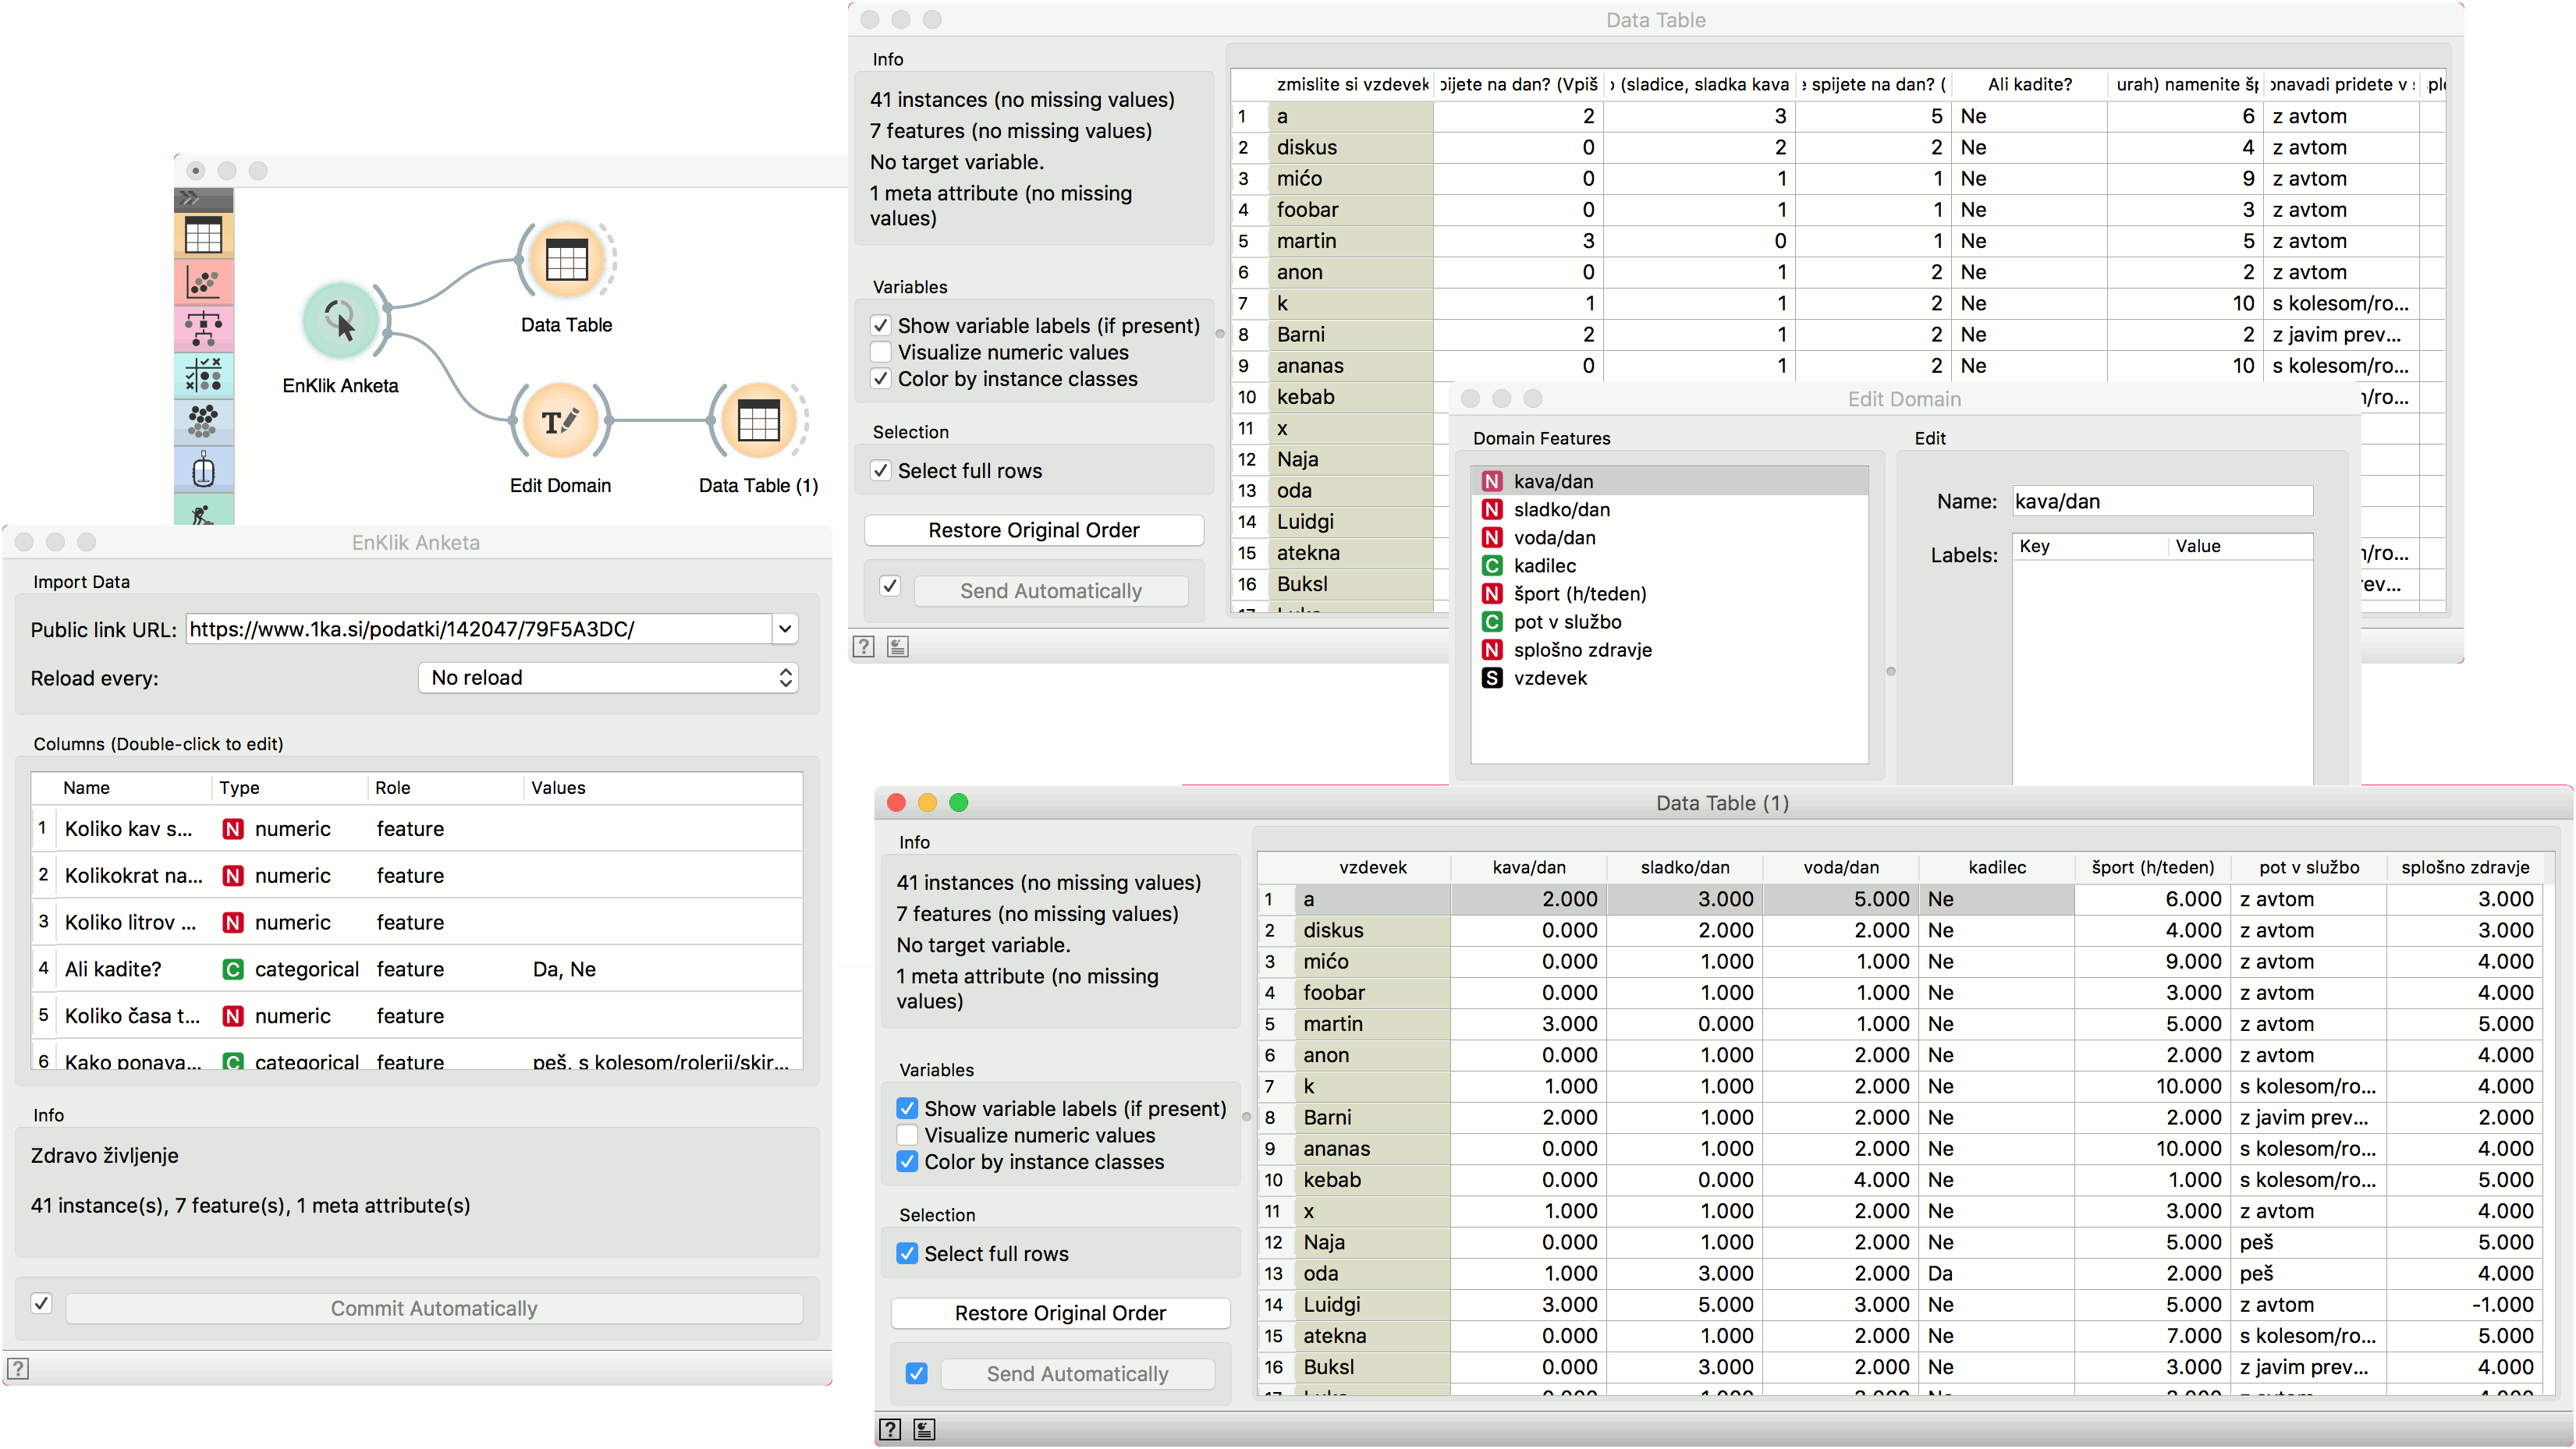 Data Table
EnKlik Anketa
Edit Domain
Data Table (1)
EnKlik Anketa
Import Data
Public link URL: https://www.1ka.si/podatki/142047/79F5A3DC/
Reload every: No reload
Columns (Double-click to edit)
Name Type Role Values
1 Koliko kav s... N numeric feature
2 Kolikokrat na... N numeric feature
3 Koliko litrov ... N numeric feature
4 Ali kadite? C categorical feature Da, Ne
5 Koliko časa t... N numeric feature
6 Kako ponava... C categorical feature peš, s kolesom/rolerji/skir...
Info
Zdravo življenje
41 instance(s), 7 feature(s), 1 meta attribute(s)
Commit Automatically
?
Data Table
Info
41 instances (no missing values)
7 features (no missing values)
No target variable.
1 meta attribute (no missing
values)
Variables
Show variable labels (if present)
Visualize numeric values
Color by instance classes
Selection
Select full rows
Restore Original Order
Send Automatically
?
zmislite si vzdevek pijete na dan? (Vpiš (sladice, sladka kava spijete na dan? ( Ali kadite? urah) namenite šp onavadi pridete v
1 a 2 3 5 Ne 6 z avtom
2 diskus 0 2 2 Ne 4 z avtom
3 mićo 0 1 1 Ne 9 z avtom
4 foobar 0 1 1 Ne 3 z avtom
5 martin 3 0 1 Ne 5 z avtom
6 anon 0 1 2 Ne 2 z avtom
7 k 1 1 2 Ne 10 s kolesom/ro...
8 Barni 2 1 2 Ne 2 z javim prev...
9 ananas 0 1 2 Ne 10 s kolesom/ro...
10 kebab /ro...
11 x
12 Naja
13 oda
14 Luidgi
15 atekna /ro...
16 Buksl rev...
Edit Domain
Domain Features
N kava/dan
N sladko/dan
N voda/dan
C kadilec
N šport (h/teden)
C pot v službo
N splošno zdravje
S vzdevek
Edit
Name: kava/dan
Labels: Key Value
Data Table (1)
Info
41 instances (no missing values)
7 features (no missing values)
No target variable.
1 meta attribute (no missing
values)
Variables
Show variable labels (if present)
Visualize numeric values
Color by instance classes
Selection
Select full rows
Restore Original Order
Send Automatically
?
vzdevek kava/dan sladko/dan voda/dan kadilec šport (h/teden) pot v službo splošno zdravje
1 a 2.000 3.000 5.000 Ne 6.000 z avtom 3.000
2 diskus 0.000 2.000 2.000 Ne 4.000 z avtom 3.000
3 mićo 0.000 1.000 1.000 Ne 9.000 z avtom 4.000
4 foobar 0.000 1.000 1.000 Ne 3.000 z avtom 4.000
5 martin 3.000 0.000 1.000 Ne 5.000 z avtom 5.000
6 anon 0.000 1.000 2.000 Ne 2.000 z avtom 4.000
7 k 1.000 1.000 2.000 Ne 10.000 s kolesom/ro... 4.000
8 Barni 2.000 1.000 2.000 Ne 2.000 z javim prev... 2.000
9 ananas 0.000 1.000 2.000 Ne 10.000 s kolesom/ro... 4.000
10 kebab 0.000 0.000 4.000 Ne 1.000 s kolesom/ro... 5.000
11 x 1.000 1.000 2.000 Ne 3.000 z avtom 4.000
12 Naja 0.000 1.000 2.000 Ne 5.000 peš 5.000
13 oda 1.000 3.000 2.000 Da 2.000 peš 4.000
14 Luidgi 3.000 5.000 3.000 Ne 5.000 z avtom -1.000
15 atekna 0.000 1.000 2.000 Ne 7.000 s kolesom/ro... 5.000
16 Buksl 0.000 3.000 2.000 Ne 3.000 z javim prev... 4.000